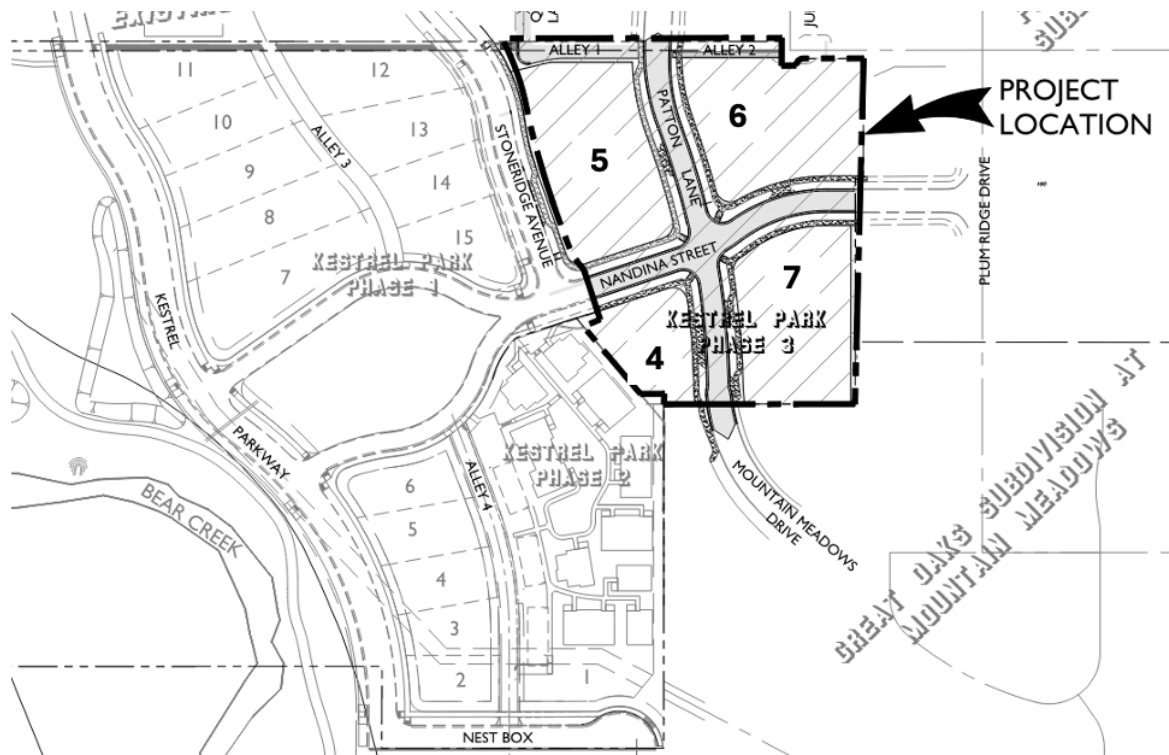 EXISTING
ALLEY 1
ALLEY 2
PROJECT
LOCATION
11
12
10
13
9
14
8
15
7
ALLEY 3
STONERIDGE AVENUE
PATTON
LANE
5
6
NANDINA STREET
7
4
KESTREL PARK
PHASE 1
KESTREL PARK
PHASE 3
PLUM RIDGE DRIVE
KESTREL
PARKWAY
BEAR CREEK
KESTREL PARK
PHASE 2
ALLEY 4
6
5
4
3
2
1
MOUNTAIN MEADOWS
DRIVE
GREAT OAKS SUBDIVISION AT
MOUNTAIN MEADOWS
NEST BOX